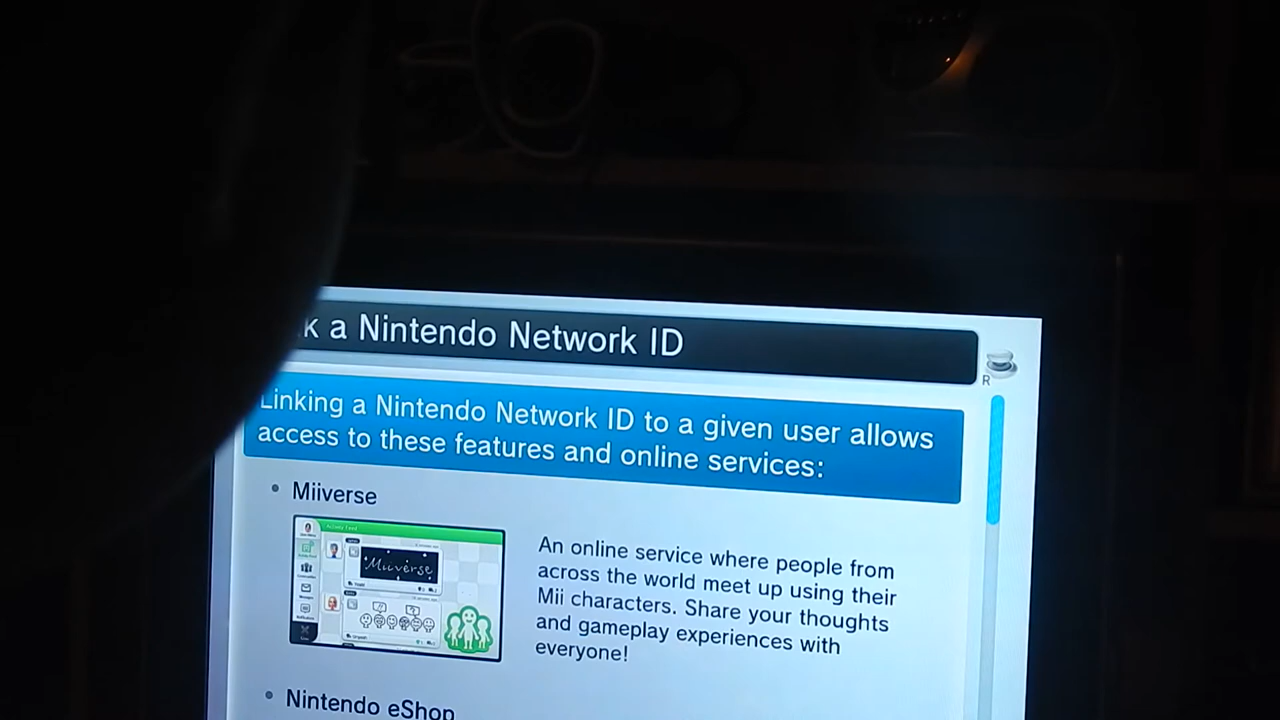 k a Nintendo Network ID
R
Linking a Nintendo Network ID to a given user allows
access to these features and online services:
• Miiverse
Activity Feed
Miiverse
An online service where people from
across the world meet up using their
Mii characters. Share your thoughts
and gameplay experiences with
everyone!
• Nintendo eShop